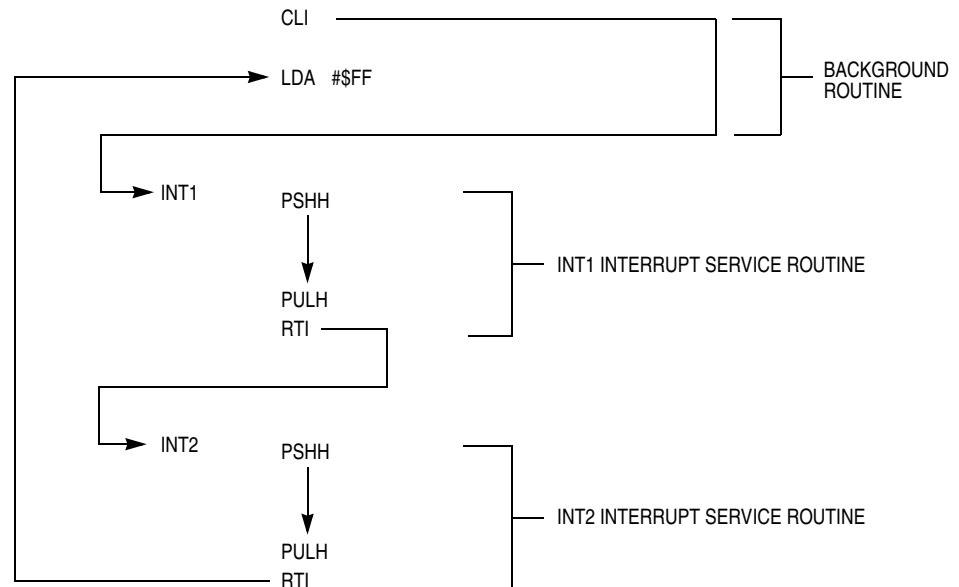 CLI
LDA #$FF
BACKGROUND
ROUTINE
INT1
PSHH
INT1 INTERRUPT SERVICE ROUTINE
PULH
RTI
INT2
PSHH
INT2 INTERRUPT SERVICE ROUTINE
PULH
RTI